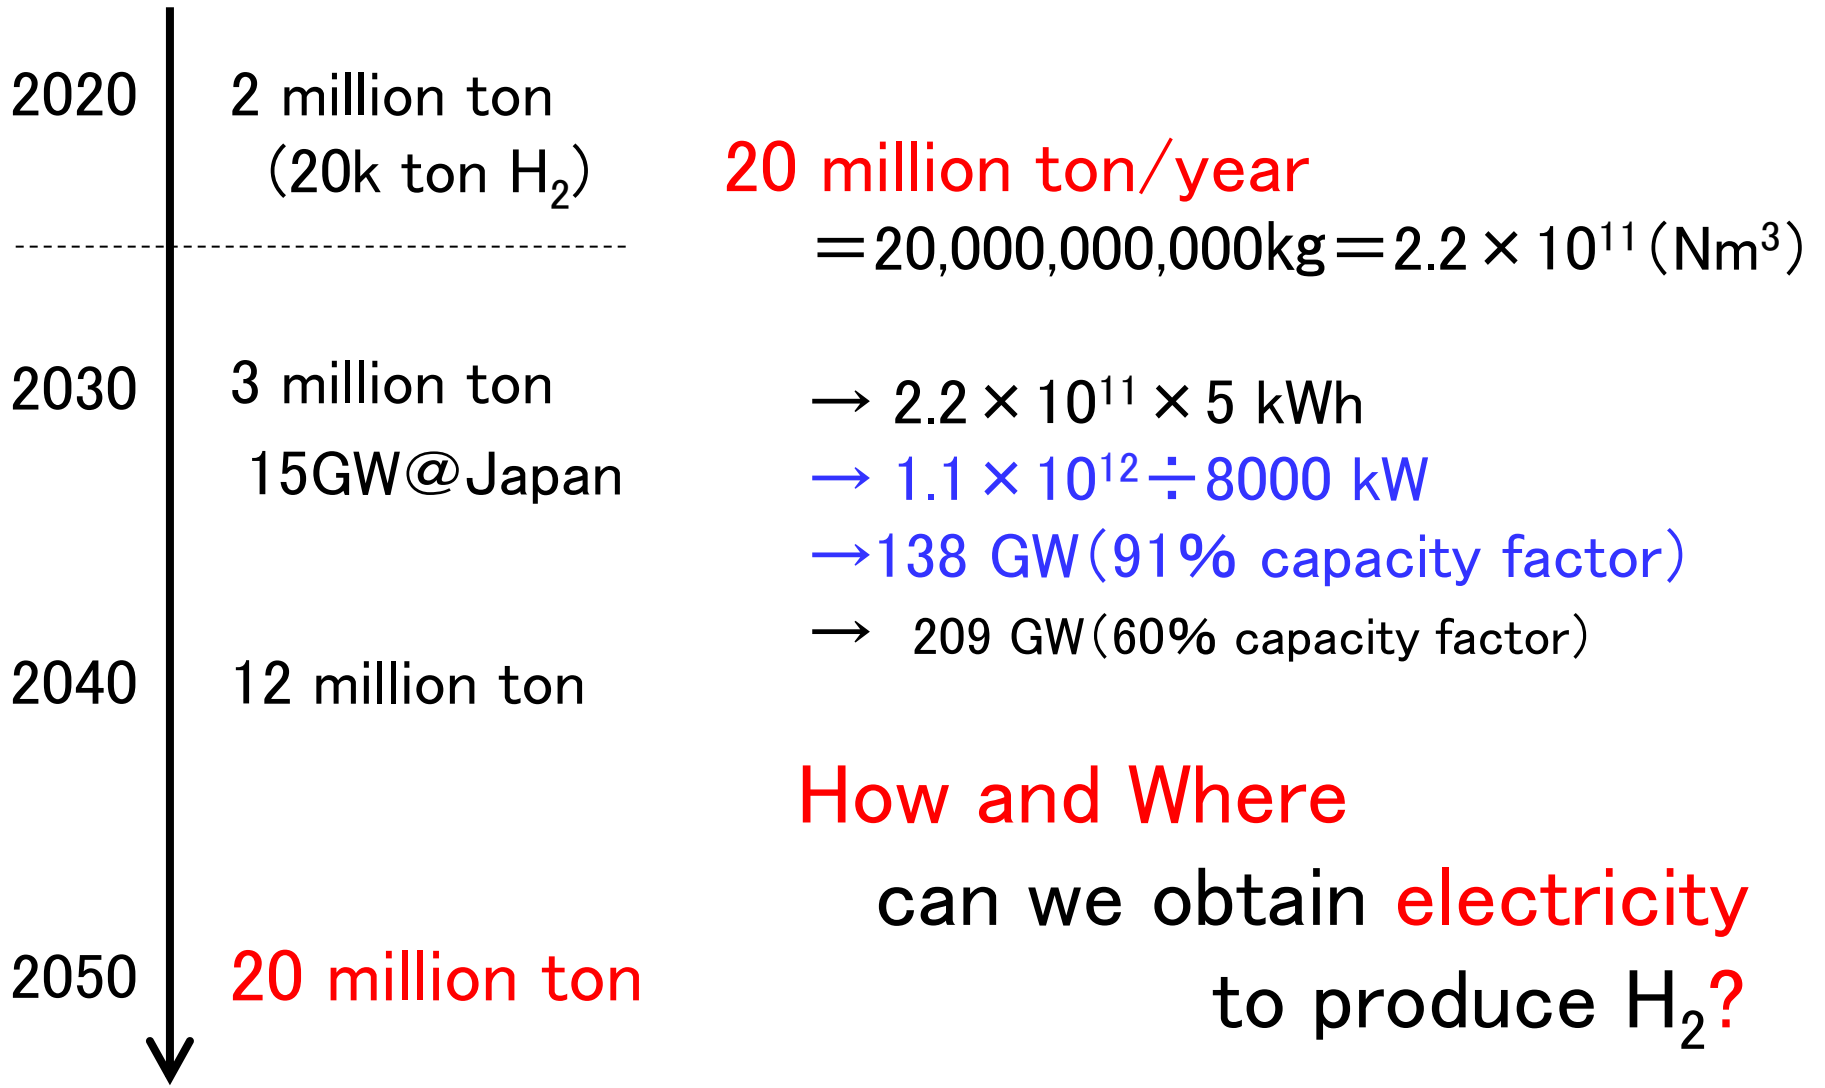 2020
2 million ton
(20k ton H₂)
2030
3 million ton
15GW@Japan
2040
12 million ton
2050
20 million ton
20 million ton/year
＝20,000,000,000kg＝2.2×10¹¹(Nm³)
→ 2.2×10¹¹×5 kWh
→ 1.1×10¹²÷8000 kW
→138 GW(91% capacity factor)
→ 209 GW(60% capacity factor)
How and Where
can we obtain electricity
to produce H₂?